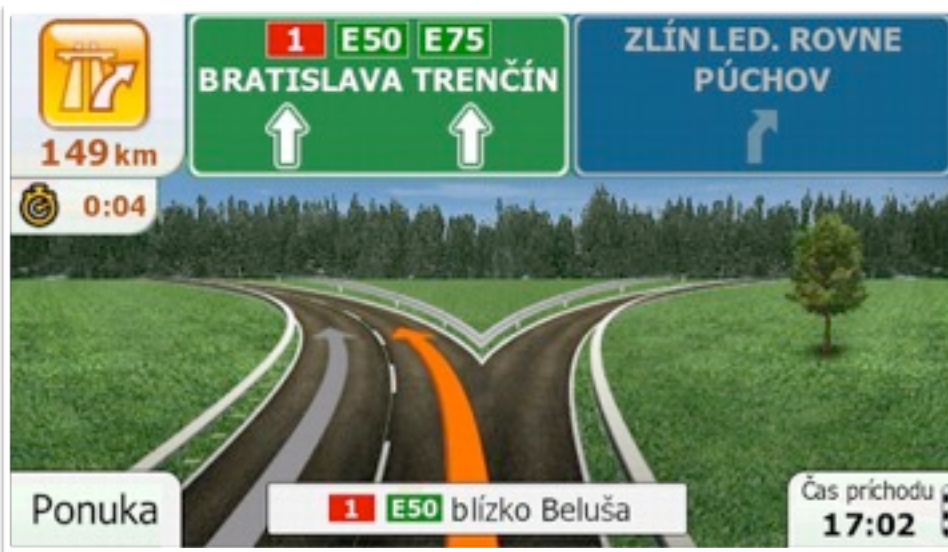 1 E50 E75
BRATISLAVA TRENČÍN
ZLÍN LED. ROVNE
PÚCHOV
149 km
0:04
Ponuka
1 E50 blízko Beluša
Čas príchodu
17:02